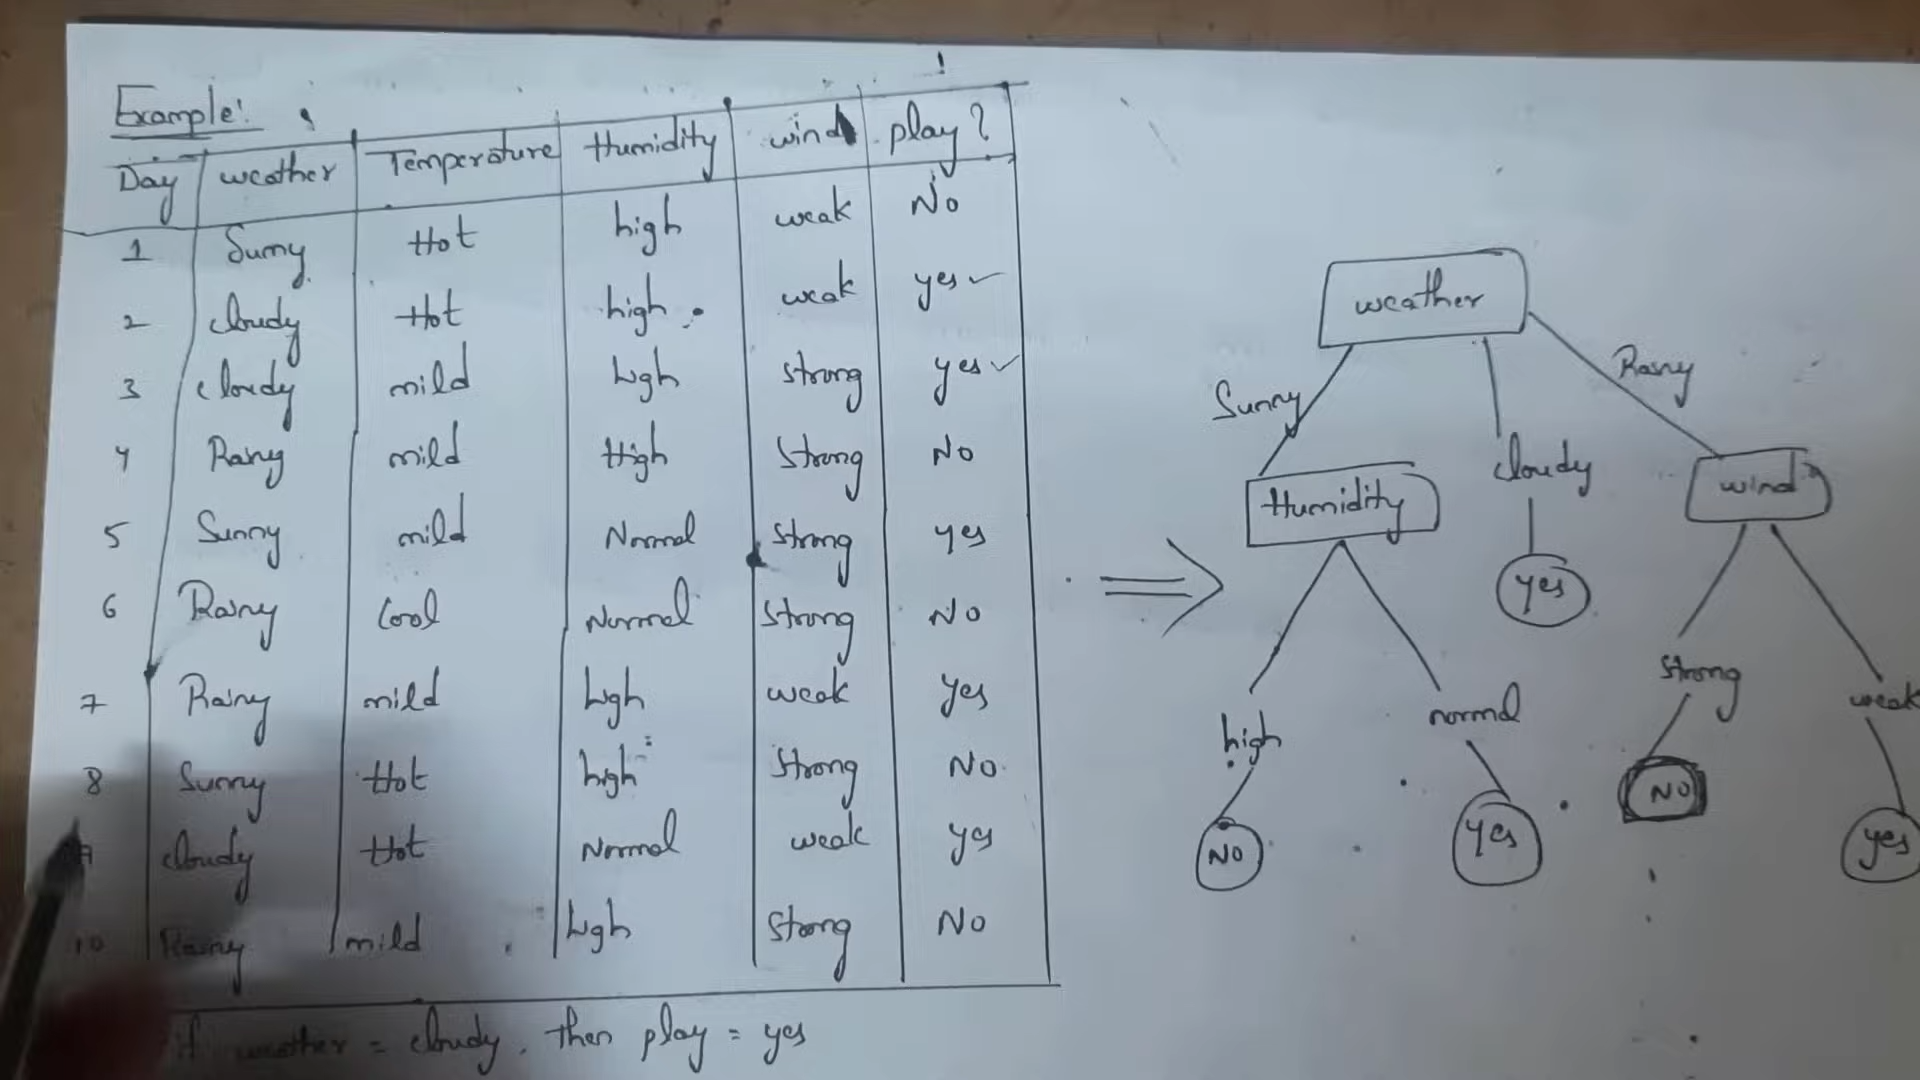 Example:
Day weather Temperature Humidity wind play?
1 Sunny Hot high weak No
2 cloudy Hot high weak yes
3 cloudy mild high strong yes
4 Rainy mild High Strong No
5 Sunny mild Normal Strong yes
6 Rainy Cool Normal Strong No
7 Rainy mild high weak Yes
8 Sunny Hot high Strong No
cloudy Hot Normal weak yes
10 Rainy mild high Strong No
if weather = cloudy, then play = yes
weather
Sunny
cloudy
Rainy
Humidity
yes
wind
high
normal
strong
weak
No
yes
NO
yes